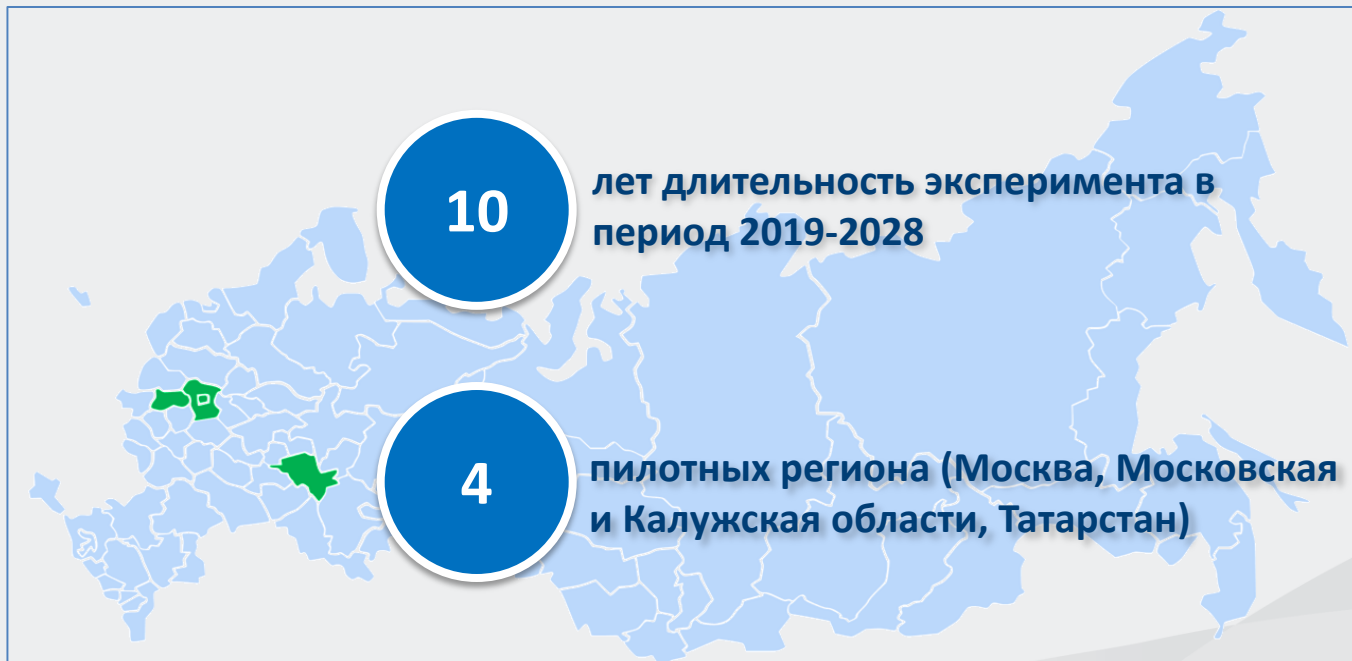 10
лет длительность эксперимента в
период 2019-2028
4
пилотных региона (Москва, Московская
и Калужская области, Татарстан)